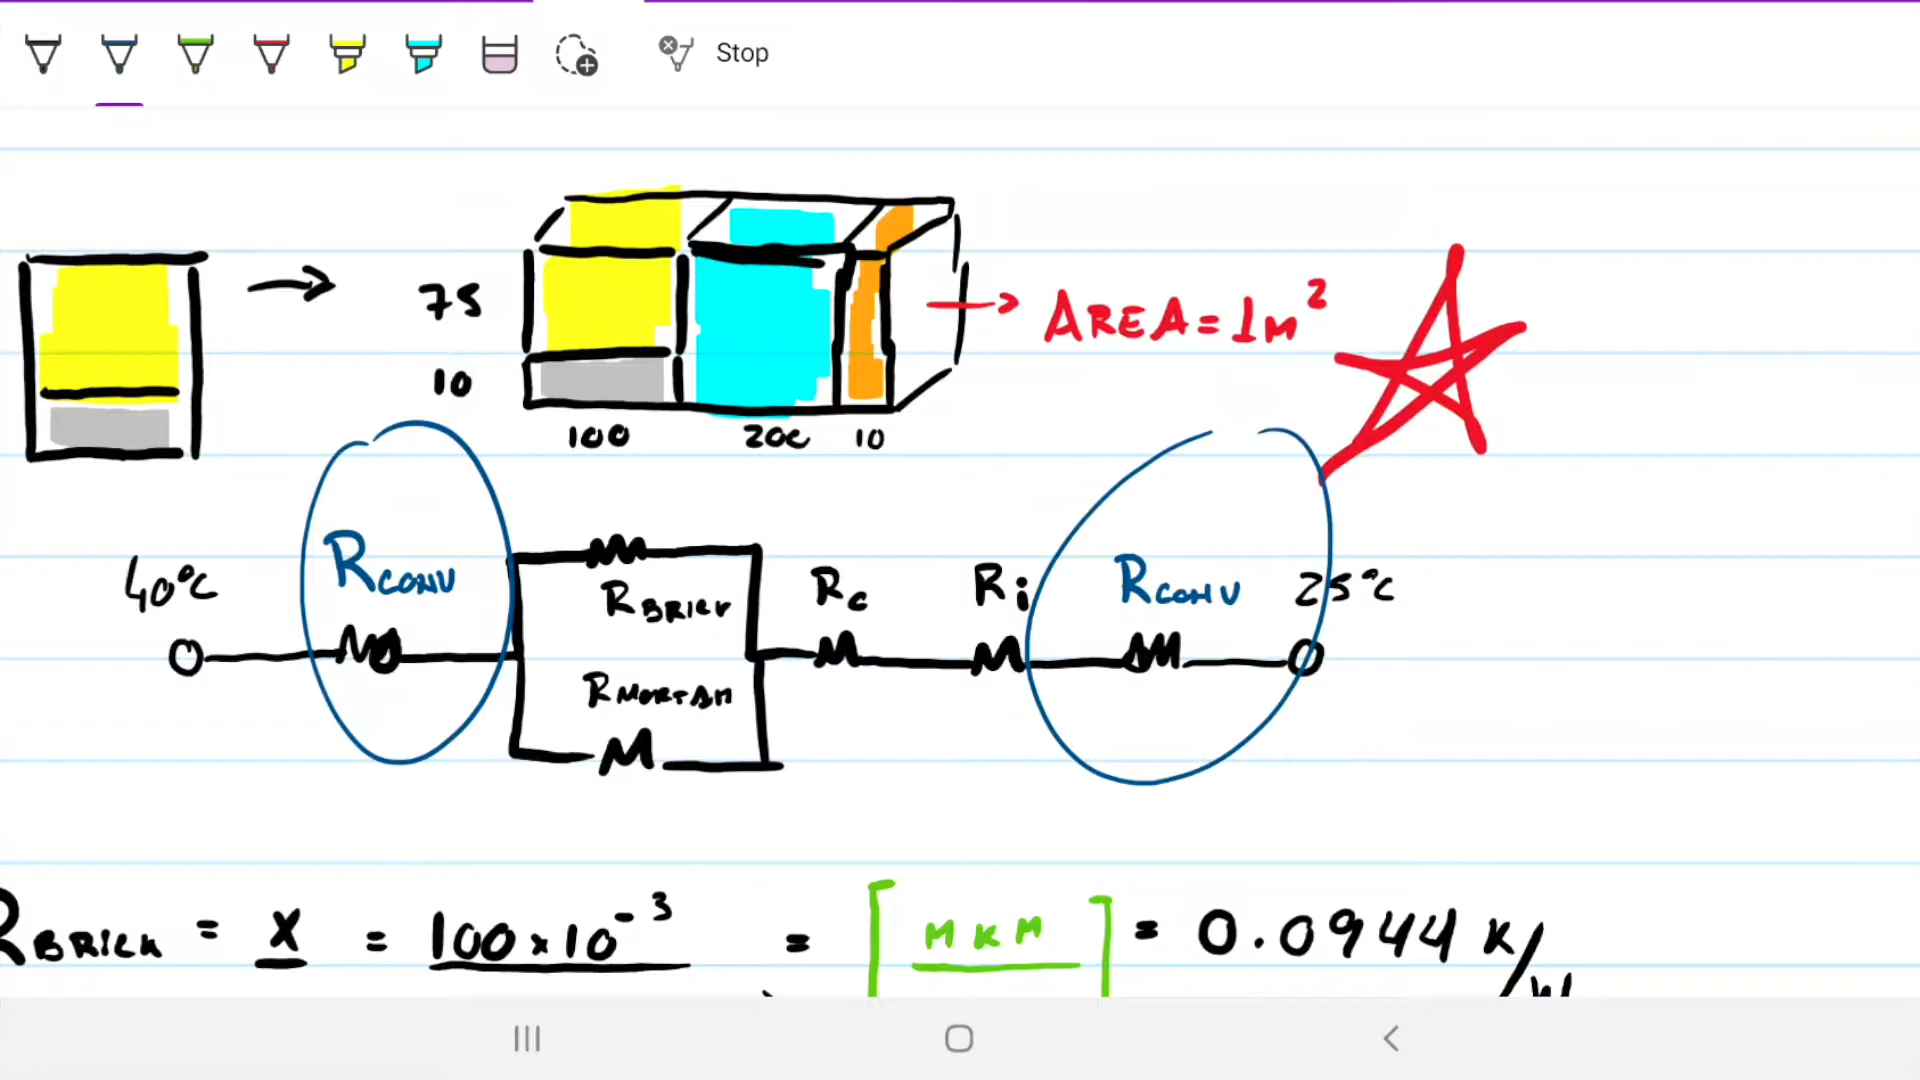 Stop
75
AREA = 1m²
10
100 200 10
40°C RCONV RBRICK RC Ri RCONV 25°C
RMORTAR
RBRICK = x = 100 × 10⁻³ = [ M K M ] = 0.0944 K/W